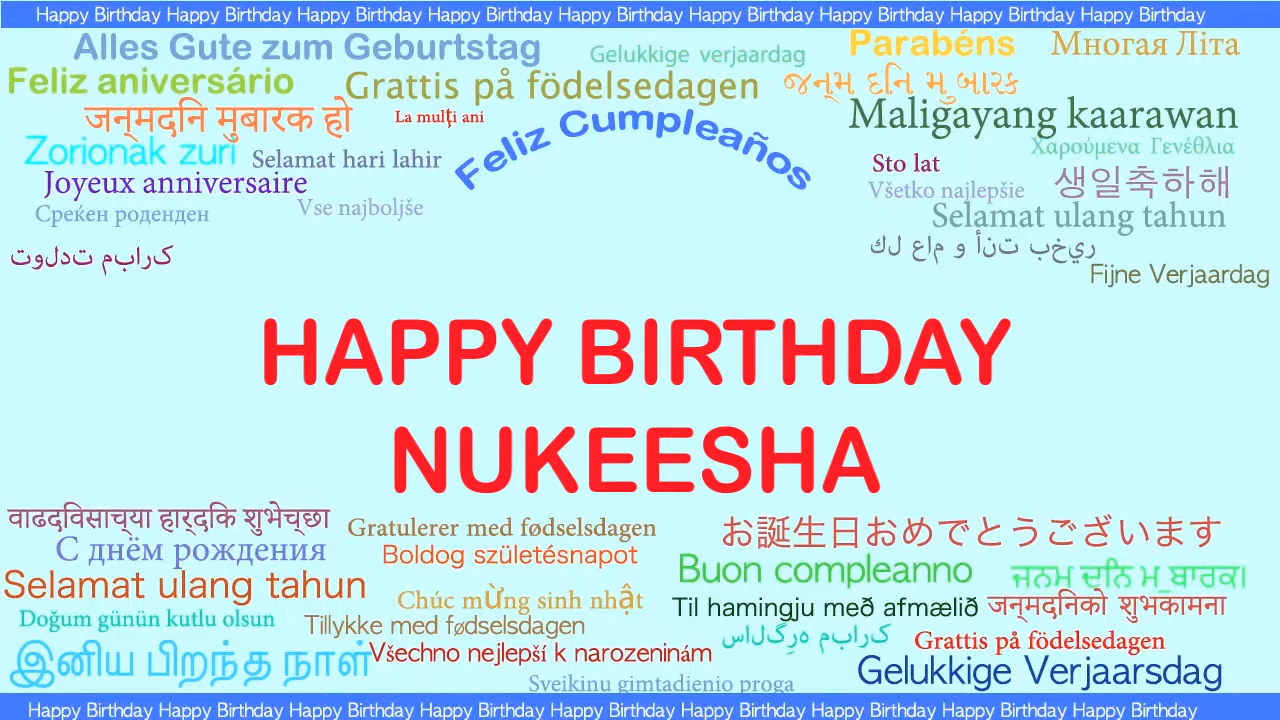 Happy Birthday Happy Birthday Happy Birthday Happy Birthday Happy Birthday Happy Birthday Happy Birthday Happy Birthday Happy Birthday
Alles Gute zum Geburtstag
Gelukkige verjaardag
Parabéns
Многая Літа
Feliz aniversário
Grattis på födelsedagen
જન્મ દિન મુબારક
जन्मदिन मुबारक हो
La mulţi ani
Feliz Cumpleaños
Maligayang kaarawan
Zorionak zuri
Selamat hari lahir
Χαρούμενα Γενέθλια
Sto lat
Joyeux anniversaire
Všetko najlepšie
생일축하해
Среќен роденден
Vse najboljše
Selamat ulang tahun
تولدت مبارک
كل عام و أنت بخير
Fijne Verjaardag
HAPPY BIRTHDAY
NUKEESHA
वाढदिवसाच्या हार्दिक शुभेच्छा
Gratulerer med fødselsdagen
お誕生日おめでとうございます
С днём рождения
Boldog születésnapot
Buon compleanno
ਜਨਮ ਦਿਨ ਮੁਬਾਰਕ।
Selamat ulang tahun
Chúc mừng sinh nhật
Til hamingju með afmælið
जन्मदिनको शुभकामना
Doğum günün kutlu olsun
Tillykke med fødselsdagen
سالگرہ مبارک
Grattis på födelsedagen
இனிய பிறந்த நாள்
Všechno nejlepší k narozeninám
Gelukkige Verjaarsdag
Sveikinu gimtadienio proga
Happy Birthday Happy Birthday Happy Birthday Happy Birthday Happy Birthday Happy Birthday Happy Birthday Happy Birthday Happy Birthday